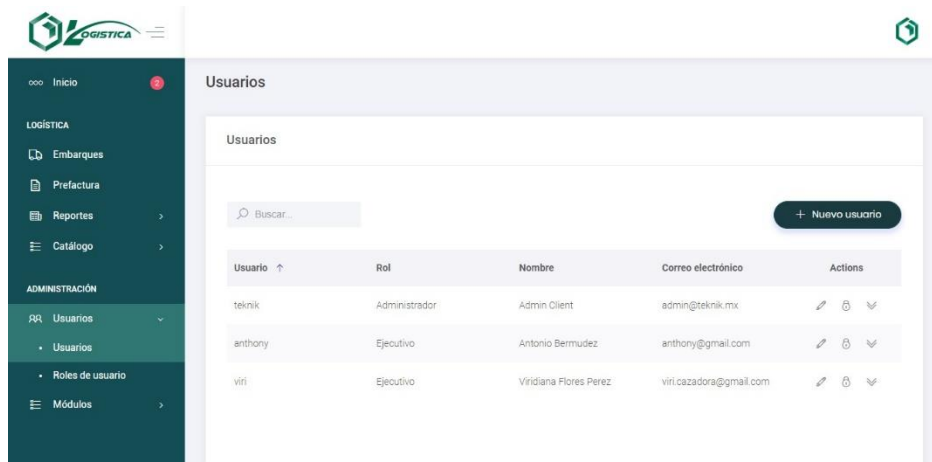 LOGISTICA
Inicio 2
Usuarios
LOGÍSTICA
Embarques
Prefactura
Reportes
Catálogo
ADMINISTRACIÓN
Usuarios
Usuarios
Roles de usuario
Módulos
Usuarios
Buscar...
+ Nuevo usuario
Usuario ↑ Rol Nombre Correo electrónico Actions
teknik Administrador Admin Client admin@teknik.mx
anthony Ejecutivo Antonio Bermudez anthony@gmail.com
viri Ejecutivo Viridiana Flores Perez viri.cazadora@gmail.com